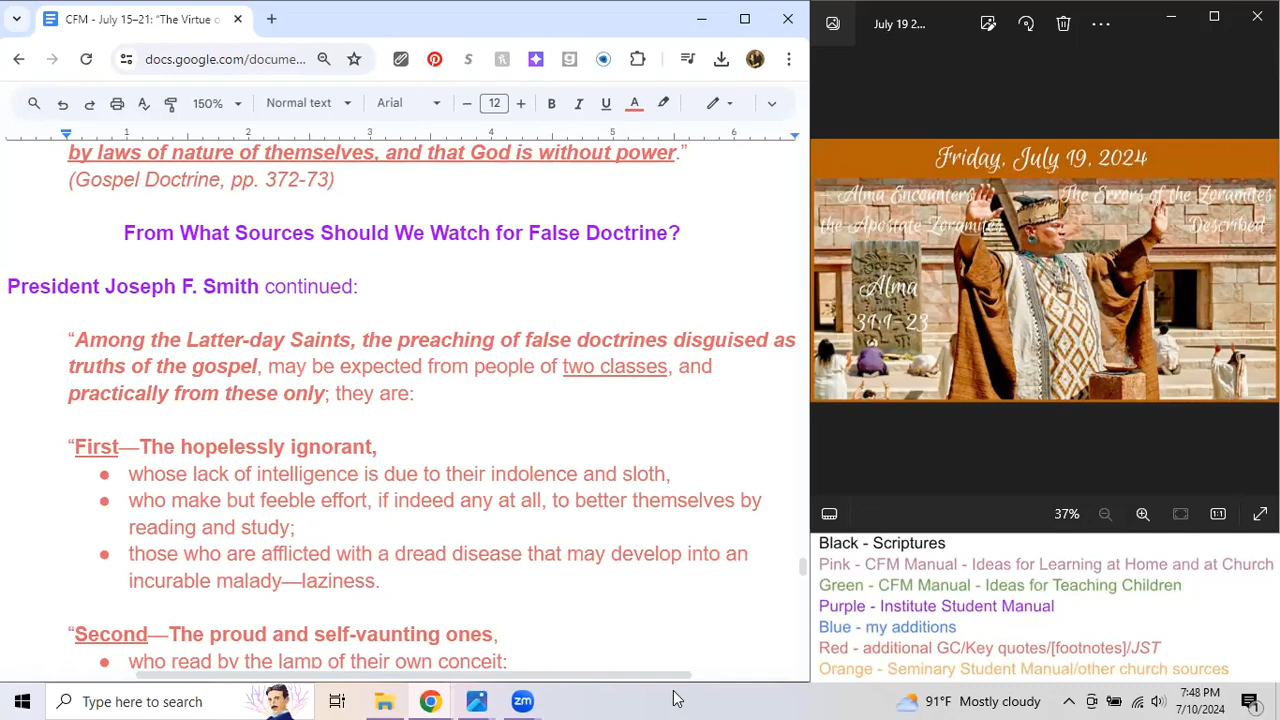 CFM - July 15–21: “The Virtue o
July 19 2...
docs.google.com/docume...
150%
Normal text
Arial
12
B
I
U
A
1
2
3
4
5
6
by laws of nature of themselves, and that God is without power.”
(Gospel Doctrine, pp. 372-73)
From What Sources Should We Watch for False Doctrine?
President Joseph F. Smith continued:
“Among the Latter-day Saints, the preaching of false doctrines disguised as
truths of the gospel, may be expected from people of two classes, and
practically from these only; they are:
“First—The hopelessly ignorant,
● whose lack of intelligence is due to their indolence and sloth,
● who make but feeble effort, if indeed any at all, to better themselves by
reading and study;
● those who are afflicted with a dread disease that may develop into an
incurable malady—laziness.
“Second—The proud and self-vaunting ones,
● who read by the lamp of their own conceit;
Friday, July 19, 2024
Alma Encounters
the Apostate Zoramites
The Errors of the Zoramites
Described
Alma
31:1-23
37%
1:1
Black - Scriptures
Pink - CFM Manual - Ideas for Learning at Home and at Church
Green - CFM Manual - Ideas for Teaching Children
Purple - Institute Student Manual
Blue - my additions
Red - additional GC/Key quotes/[footnotes]/JST
Orange - Seminary Student Manual/other church sources
Type here to search
zm
91°F Mostly cloudy
7:48 PM
7/10/2024
1